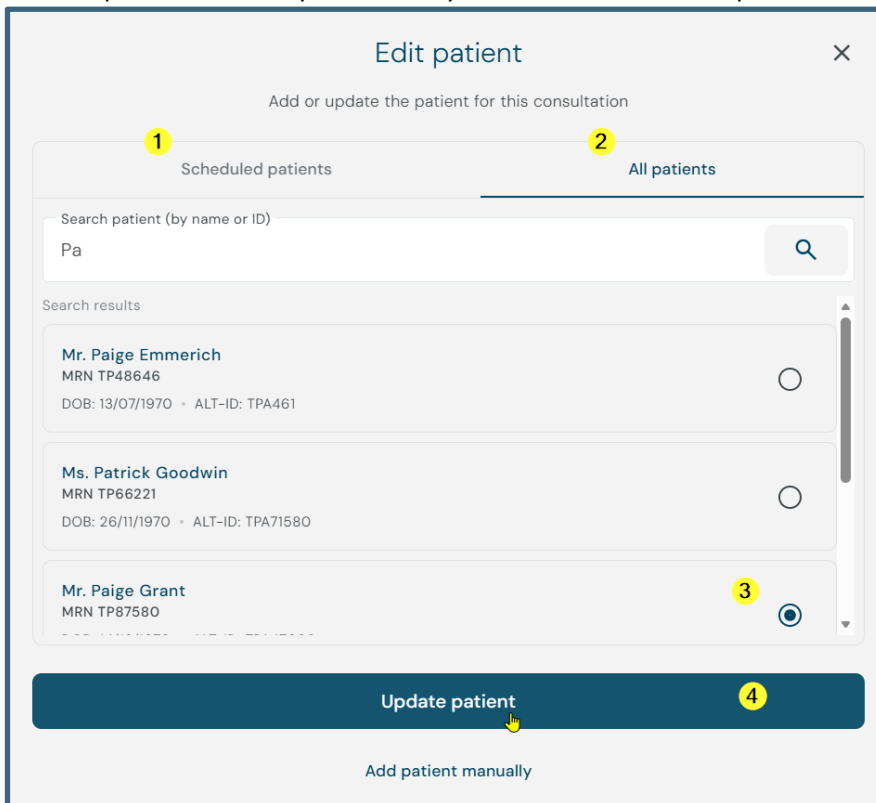 Edit patient
Add or update the patient for this consultation
1
2
Scheduled patients
All patients
Search patient (by name or ID)
Pa
Search results
Mr. Paige Emmerich
MRN TP48646
DOB: 13/07/1970 • ALT-ID: TPA461
Ms. Patrick Goodwin
MRN TP66221
DOB: 26/11/1970 • ALT-ID: TPA71580
Mr. Paige Grant
3
MRN TP87580
Update patient
4
Add patient manually